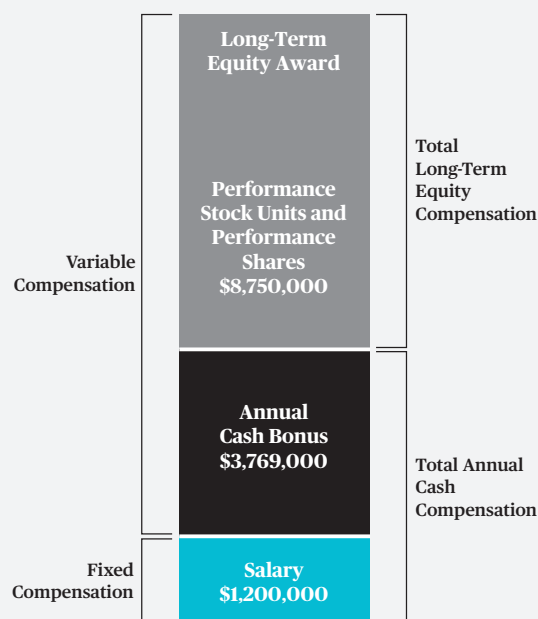 Long-Term
Equity Award
Performance
Stock Units and
Performance
Shares
$8,750,000
Total
Long-Term
Equity
Compensation
Variable
Compensation
Annual
Cash Bonus
$3,769,000
Total Annual
Cash
Compensation
Fixed
Compensation
Salary
$1,200,000